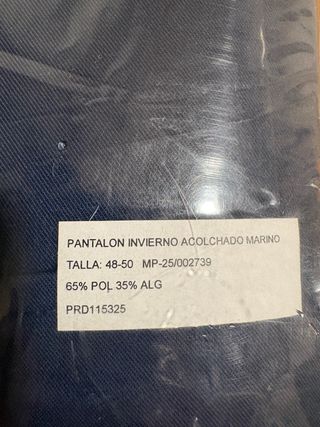 PANTALON INVIERNO ACOLCHADO MARINO
TALLA: 48-50 MP-25/002739
65% POL 35% ALG
PRD115325